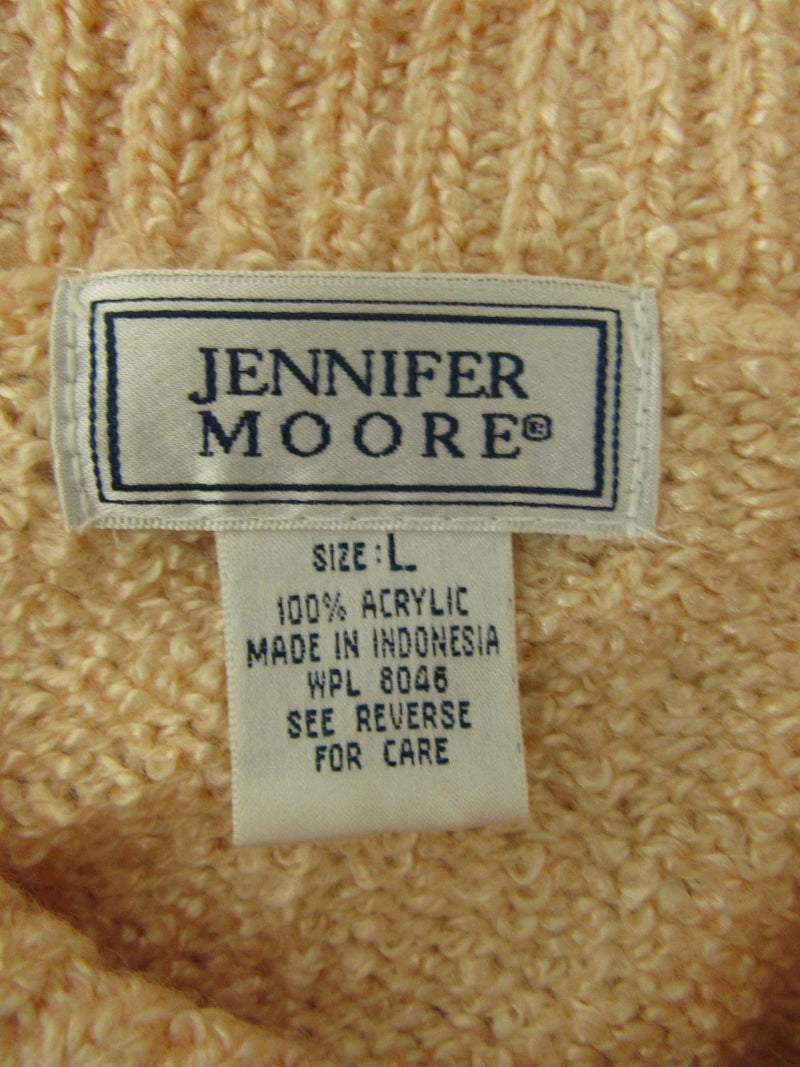 JENNIFER
MOORE®
SIZE: L
100% ACRYLIC
MADE IN INDONESIA
WPL 8046
SEE REVERSE
FOR CARE